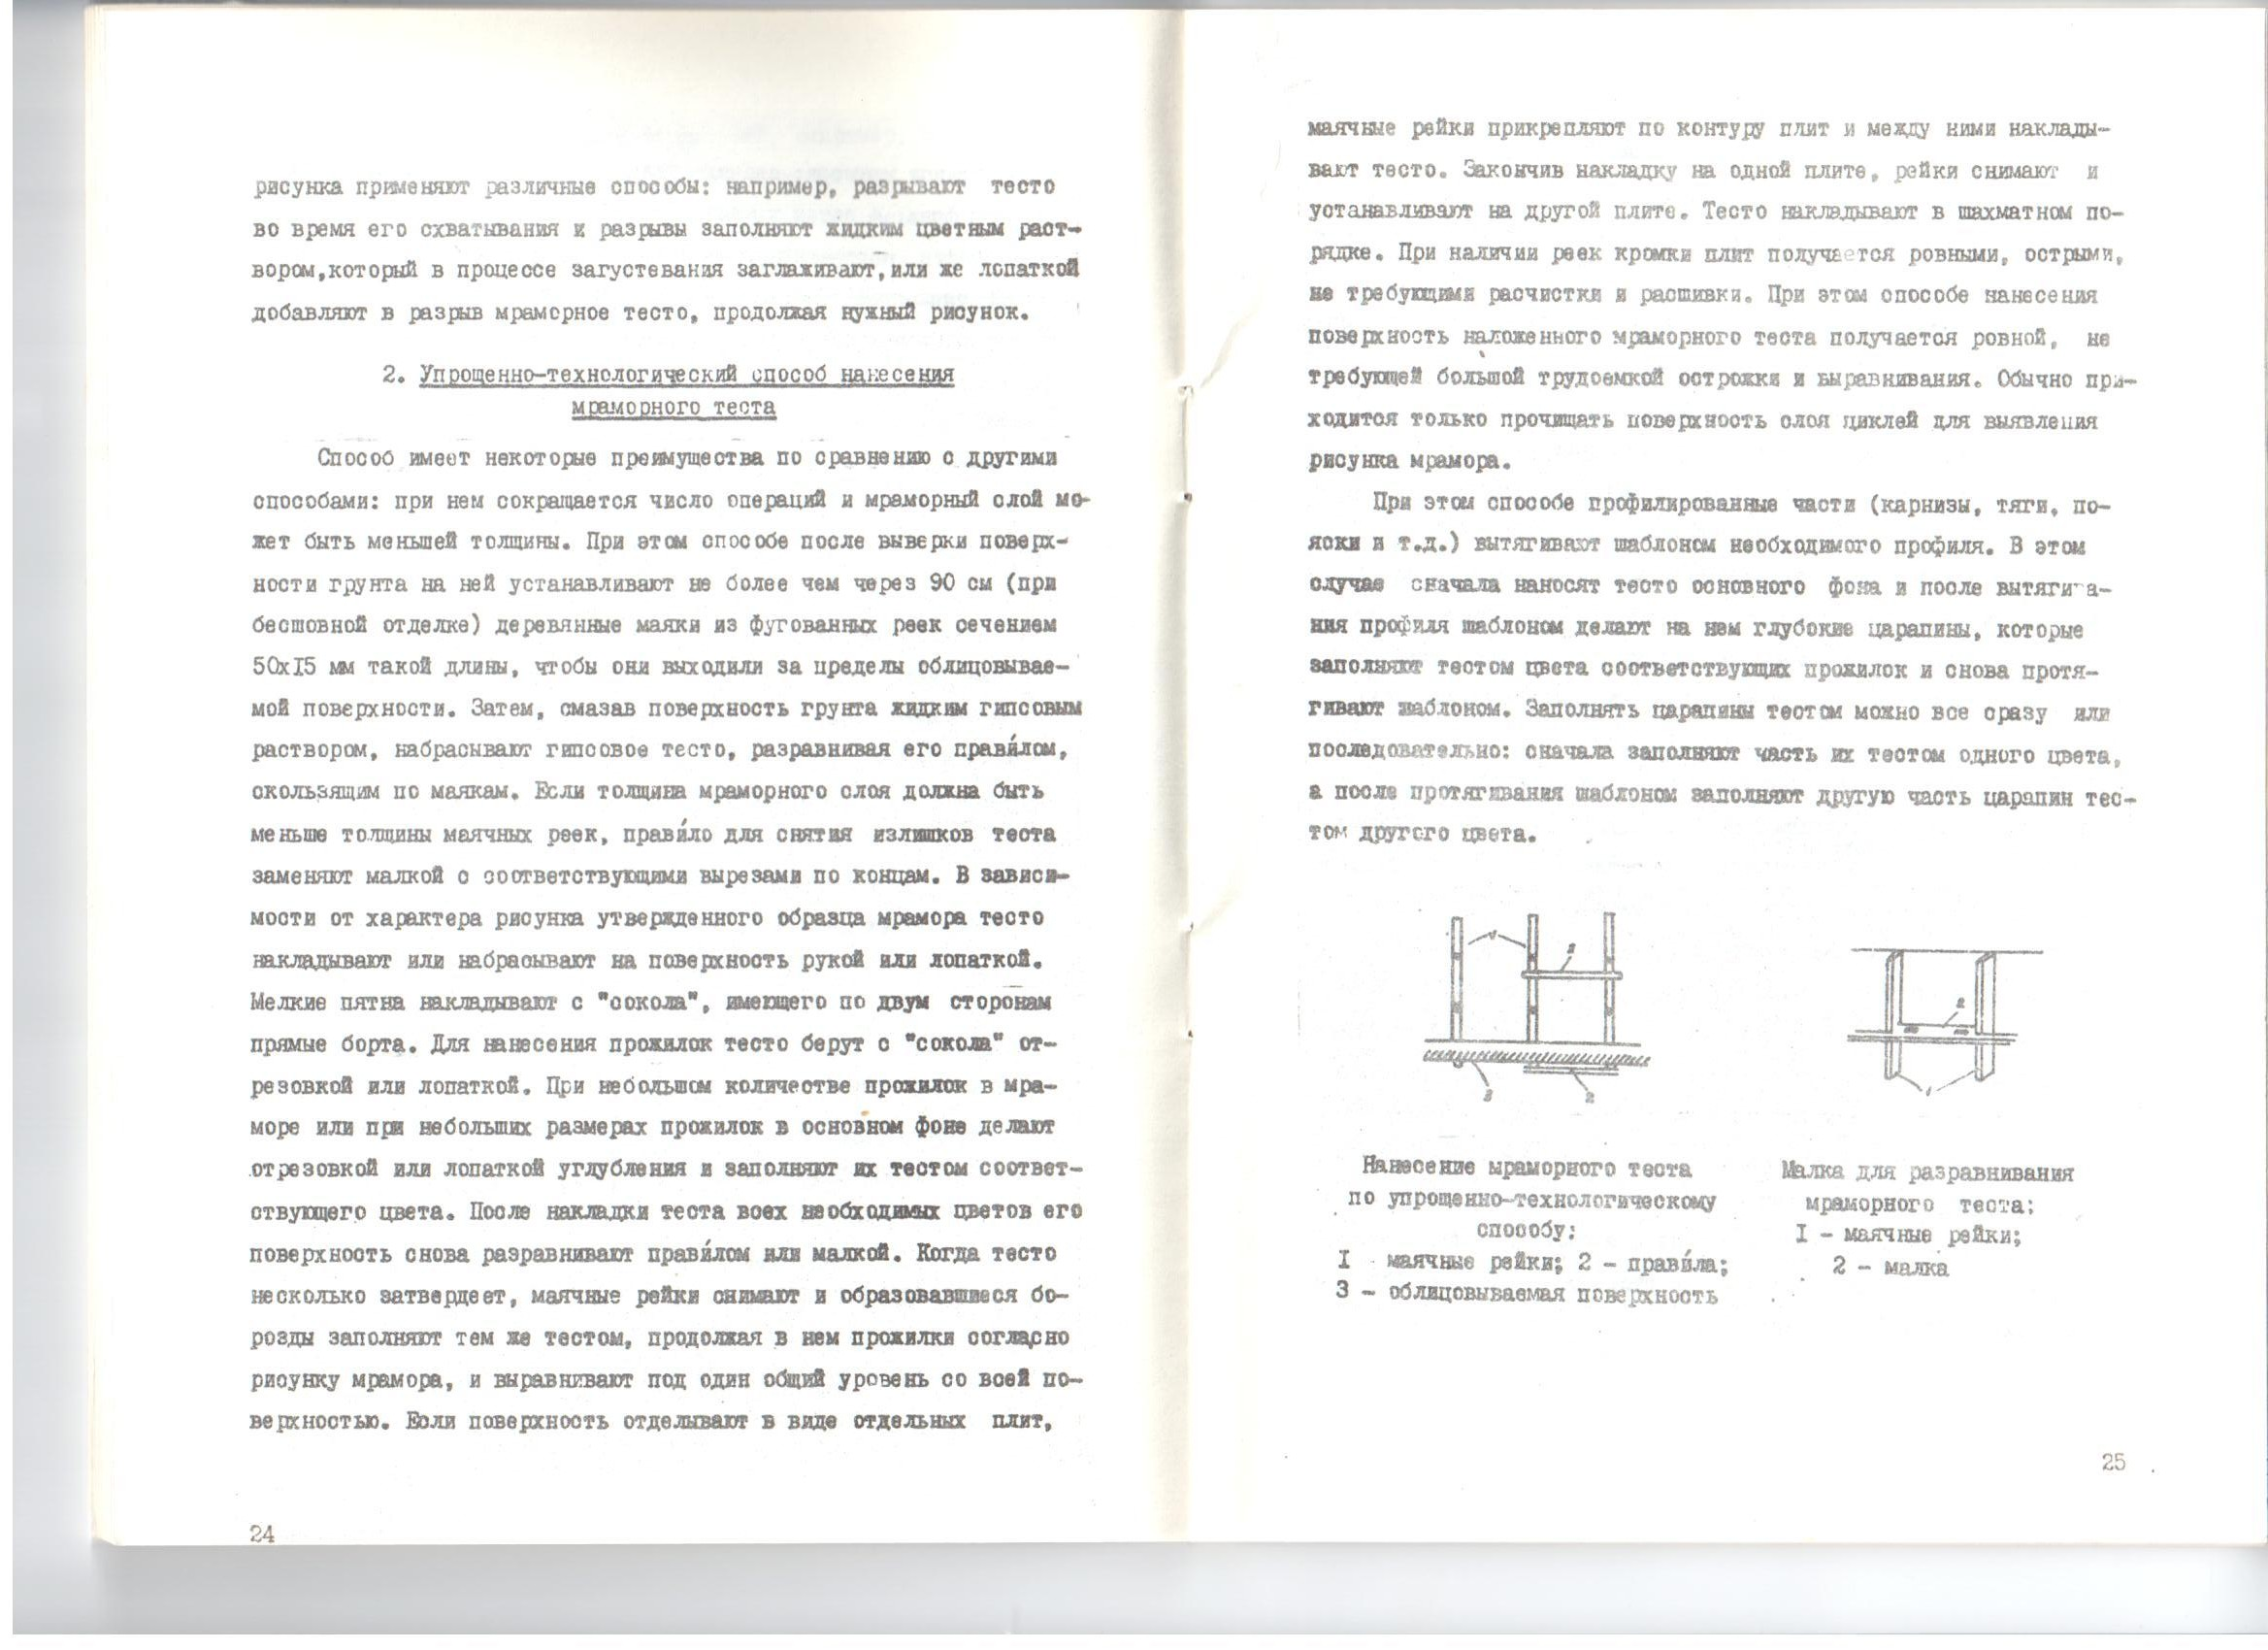 рисунка применяют различные способы: например, разрывают тесто
во время его схватывания и разрывы заполняют жидким цветным раст-
вором, который в процессе загустевания заглаживают, или же лопаткой
добавляют в разрыв мраморное тесто, продолжая нужный рисунок.
2. Упрощенно-технологический способ нанесения
мраморного теста
Способ имеет некоторые преимущества по сравнению с другими
способами: при нем сокращается число операций и мраморный слой мо-
жет быть меньшей толщины. При этом способе после выверки поверх-
ности грунта на ней устанавливают не более чем через 90 см (при
бесшовной отделке) деревянные маяки из фугованных реек сечением
50х15 мм такой длины, чтобы они выходили за пределы облицовывае-
мой поверхности. Затем, смазав поверхность грунта жидким гипсовым
раствором, набрасывают гипсовое тесто, разравнивая его прави́лом,
скользящим по маякам. Если толщина мраморного слоя должна быть
меньше толщины маячных реек, прави́ло для снятия излишков теста
заменяют малкой с соответствующими вырезами по концам. В зависи-
мости от характера рисунка утвержденного образца мрамора тесто
накладывают или набрасывают на поверхность рукой или лопаткой.
Мелкие пятна накладывают с "сокола", имеющего по двум сторонам
прямые борта. Для нанесения прожилок тесто берут с "сокола" от-
резовкой или лопаткой. При небольшом количестве прожилок в мра-
море или при небольших размерах прожилок в основном фоне делают
отрезовкой или лопаткой углубления и заполняют их тестом соответ-
ствующего цвета. После накладки теста всех необходимых цветов его
поверхность снова разравнивают прави́лом или малкой. Когда тесто
несколько затвердеет, маячные рейки снимают и образовавшиеся бо-
розды заполняют тем же тестом, продолжая в нем прожилки согласно
рисунку мрамора, и выравнивают под один общий уровень со всей по-
верхностью. Если поверхность отделывают в виде отдельных плит,
24
маячные рейки прикрепляют по контуру плит и между ними наклады-
вают тесто. Закончив накладку на одной плите, рейки снимают и
устанавливают на другой плите. Тесто накладывают в шахматном по-
рядке. При наличии реек кромки плит получается ровными, острыми,
не требующими расчистки и расшивки. При этом способе нанесения
поверхность наложенного мраморного теста получается ровной, не
требующей большой трудоемкой острожки и выравнивания. Обычно при-
ходится только прочищать поверхность слоя циклей для выявления
рисунка мрамора.
При этом способе профилированные части (карнизы, тяги, по-
яски и т.д.) вытягивают шаблоном необходимого профиля. В этом
случае сначала наносят тесто основного фона и после вытягива-
ния профиля шаблоном делают на нем глубокие царапины, которые
заполняют тестом цвета соответствующих прожилок и снова протя-
гивают шаблоном. Заполнять царапины тестом можно все сразу или
последовательно: сначала заполняют часть их тестом одного цвета,
а после протягивания шаблоном заполняют другую часть царапин тес-
том другого цвета.
1
2
3
2
2
1
Нанесение мраморного теста
по упрощенно-технологическому
способу:
1 - маячные рейки; 2 - прави́ла;
3 - облицовываемая поверхность
Малка для разравнивания
мраморного теста:
1 - маячные рейки;
2 - малка
25